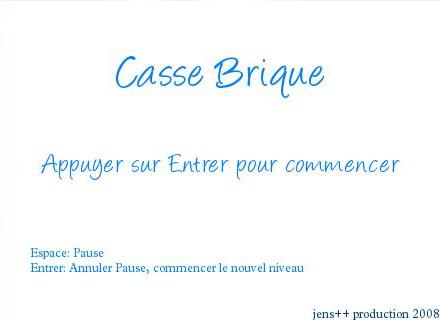 Casse Brique
Appuyer sur Entrer pour commencer
Espace: Pause
Entrer: Annuler Pause, commencer le nouvel niveau
jens++ production 2008